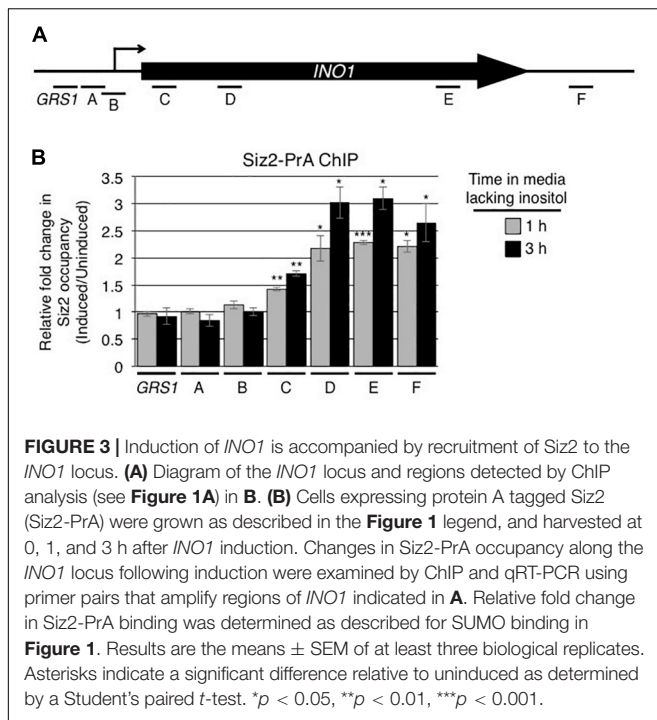 A
INO1
GRS1 A B C D E F
B
Siz2-PrA ChIP
Relative fold change in
Siz2 occupancy
(Induced/Uninduced)
3.5
3
2.5
2
1.5
1
0.5
0
** ** * * *** * * *
GRS1 A B C D E F
Time in media
lacking inositol
1 h
3 h
FIGURE 3 | Induction of INO1 is accompanied by recruitment of Siz2 to the
INO1 locus. (A) Diagram of the INO1 locus and regions detected by ChIP
analysis (see Figure 1A) in B. (B) Cells expressing protein A tagged Siz2
(Siz2-PrA) were grown as described in the Figure 1 legend, and harvested at
0, 1, and 3 h after INO1 induction. Changes in Siz2-PrA occupancy along the
INO1 locus following induction were examined by ChIP and qRT-PCR using
primer pairs that amplify regions of INO1 indicated in A. Relative fold change
in Siz2-PrA binding was determined as described for SUMO binding in
Figure 1. Results are the means ± SEM of at least three biological replicates.
Asterisks indicate a significant difference relative to uninduced as determined
by a Student's paired t-test. *p < 0.05, **p < 0.01, ***p < 0.001.